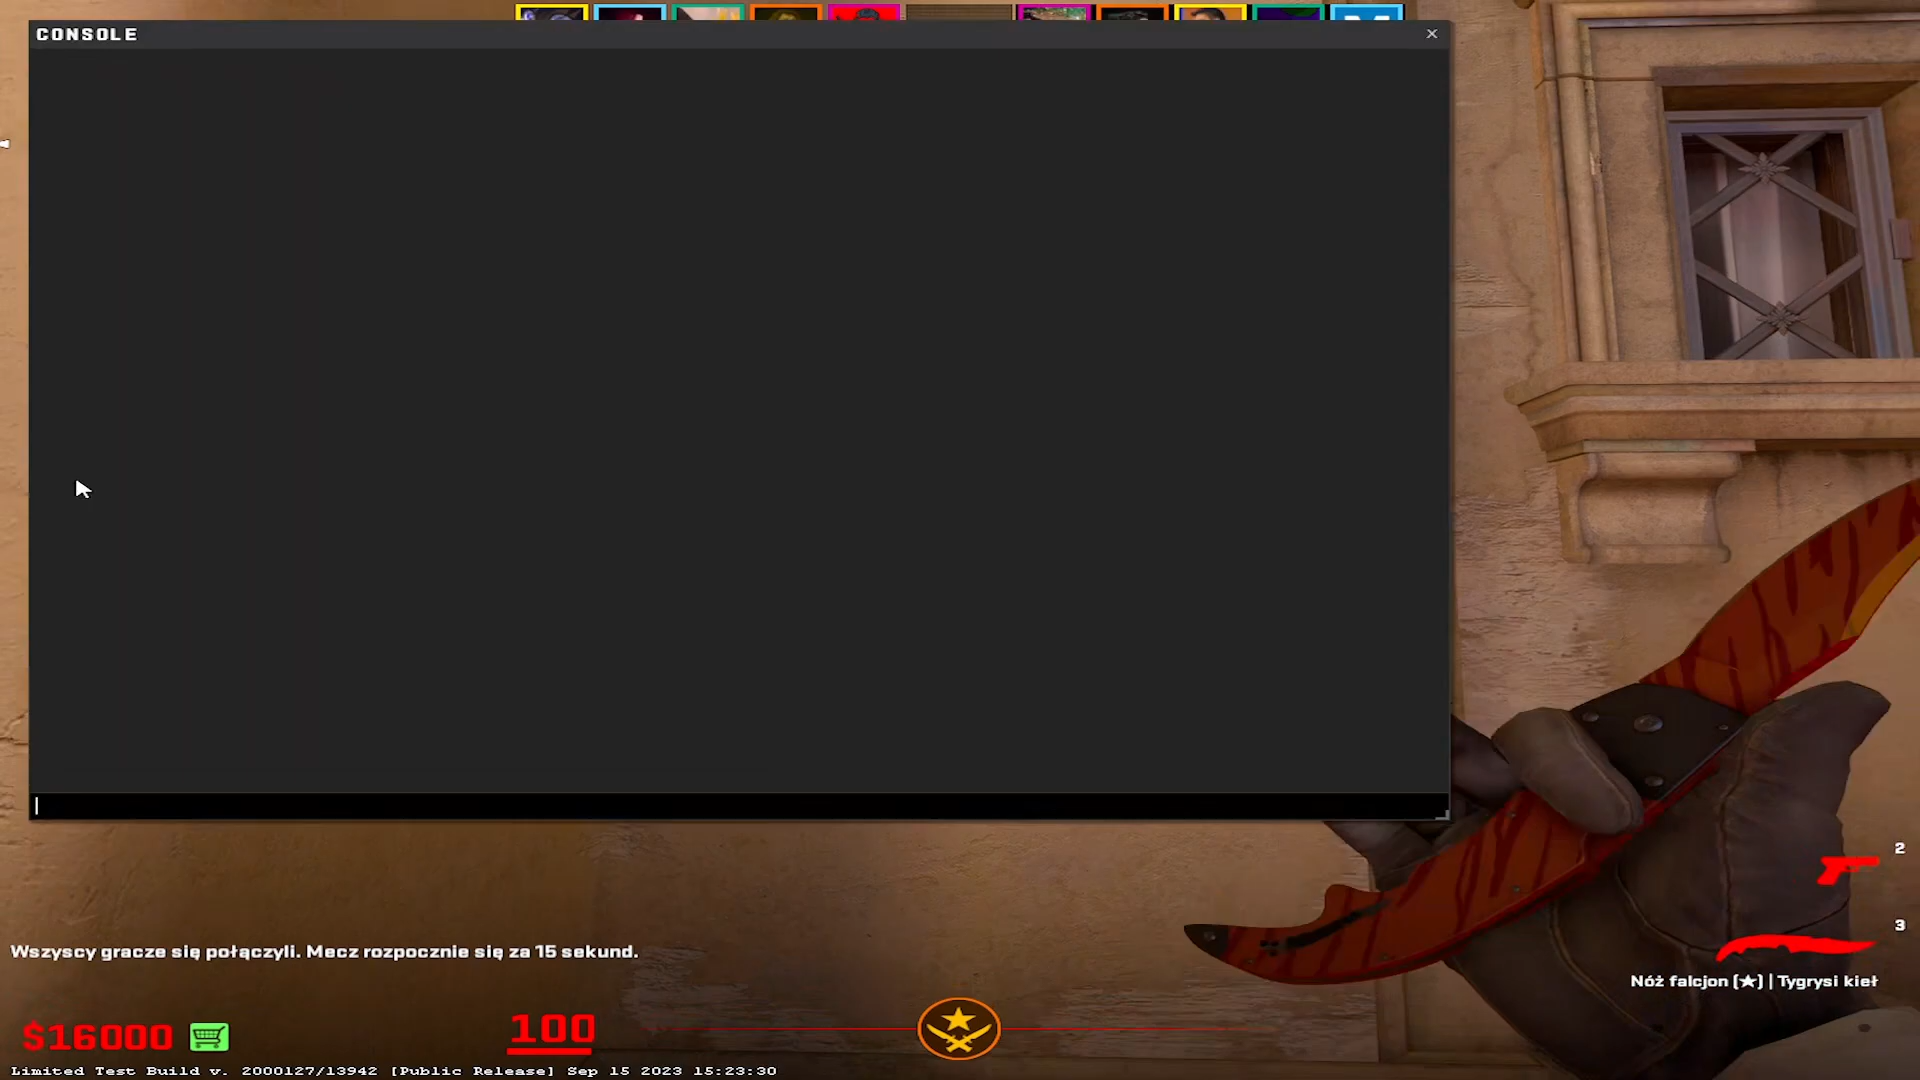 CONSOLE
2
3
Wszyscy gracze się połączyli. Mecz rozpocznie się za 15 sekund.
Nóż falcjon (★) | Tygrysi kieł
$16000
100
Limited Test Build v. 2000127/13942 [Public Release] Sep 15 2023 15:23:30